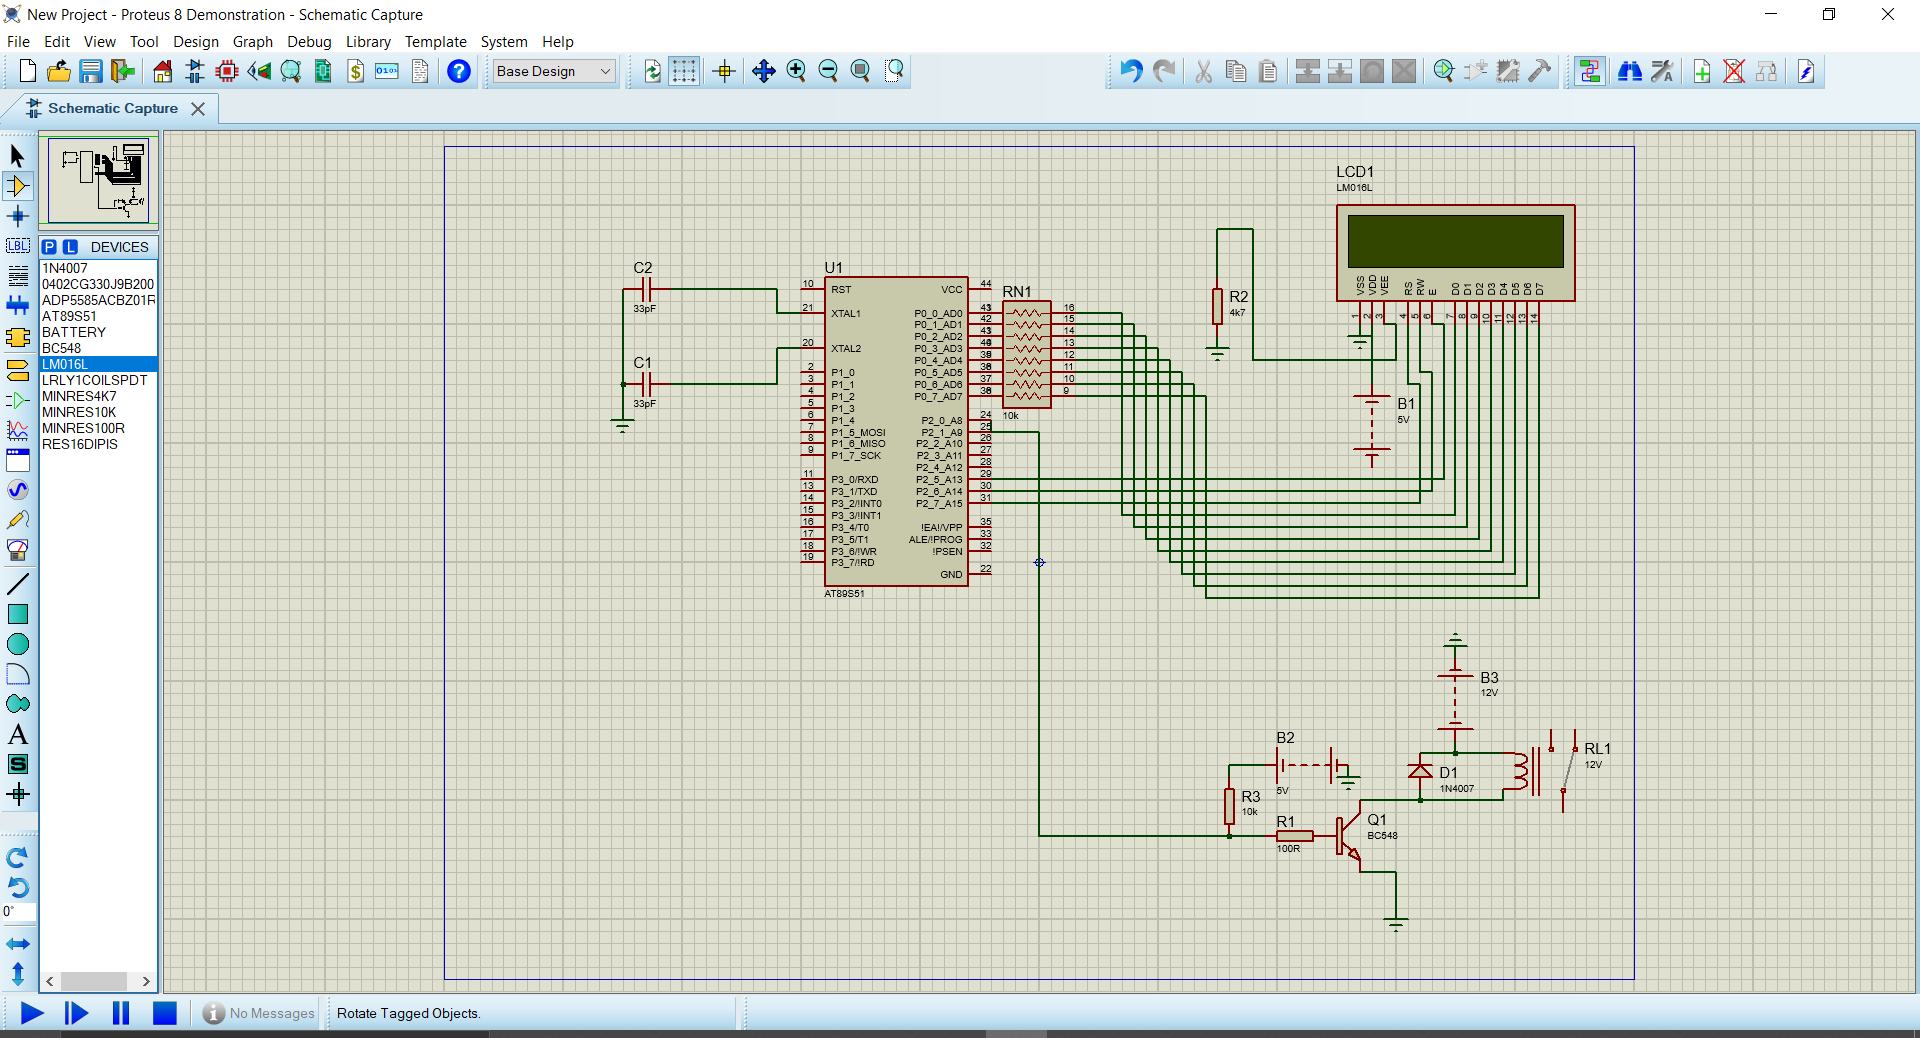 New Project - Proteus 8 Demonstration - Schematic Capture
File Edit View Tool Design Graph Debug Library Template System Help
Base Design
Schematic Capture
LBL
A
S
0°
P L DEVICES
1N4007
0402CG330J9B200
ADP5585ACBZ01R
AT89S51
BATTERY
BC548
LM016L
LRLY1COILSPDT
MINRES4K7
MINRES10K
MINRES100R
RES16DIPIS
C2
33pF
C1
33pF
U1
10 RST
21 XTAL1
20 XTAL2
2 P1_0
3 P1_1
4 P1_2
5 P1_3
6 P1_4
7 P1_5_MOSI
8 P1_6_MISO
9 P1_7_SCK
11 P3_0/RXD
13 P3_1/TXD
14 P3_2/!INT0
15 P3_3/!INT1
16 P3_4/T0
17 P3_5/T1
18 P3_6/!WR
19 P3_7/!RD
VCC 44
P0_0_AD0 43
P0_1_AD1 42
P0_2_AD2
P0_3_AD3
P0_4_AD4
P0_5_AD5
P0_6_AD6 37
P0_7_AD7
P2_0_A8 24
P2_1_A9 25
P2_2_A10 26
P2_3_A11 27
P2_4_A12 28
P2_5_A13 29
P2_6_A14 30
P2_7_A15 31
!EA!/VPP 35
ALE/!PROG 33
!PSEN 32
GND 22
AT89S51
RN1
16
15
14
13
12
11
10
9
10k
R2
4k7
LCD1
LM016L
VSS VDD VEE RS RW E D0 D1 D2 D3 D4 D5 D6 D7
1 2 3 4 5 6 7 8 9 10 11 12 13 14
B1
5V
B3
12V
B2
5V
R3
10k
R1
100R
D1
1N4007
Q1
BC548
RL1
12V
No Messages
Rotate Tagged Objects.